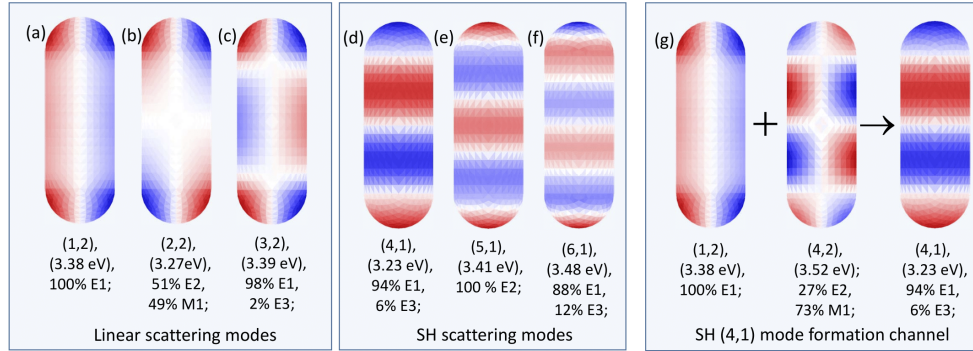 (a)
(b)
(c)
(1,2),
(3.38 eV),
100% E1;
(2,2),
(3.27eV),
51% E2,
49% M1;
(3,2),
(3.39 eV)
98% E1,
2% E3;
Linear scattering modes
(d)
(e)
(f)
(4,1),
(3.23 eV),
94% E1,
6% E3;
(5,1),
(3.41 eV)
100 % E2;
(6,1),
(3.48 eV),
88% E1,
12% E3;
SH scattering modes
(g)
+
→
(1,2),
(3.38 eV),
100% E1;
(4,2)
(3.52 eV);
27% E2,
73% M1;
(4,1),
(3.23 eV),
94% E1,
6% E3;
SH (4,1) mode formation channel